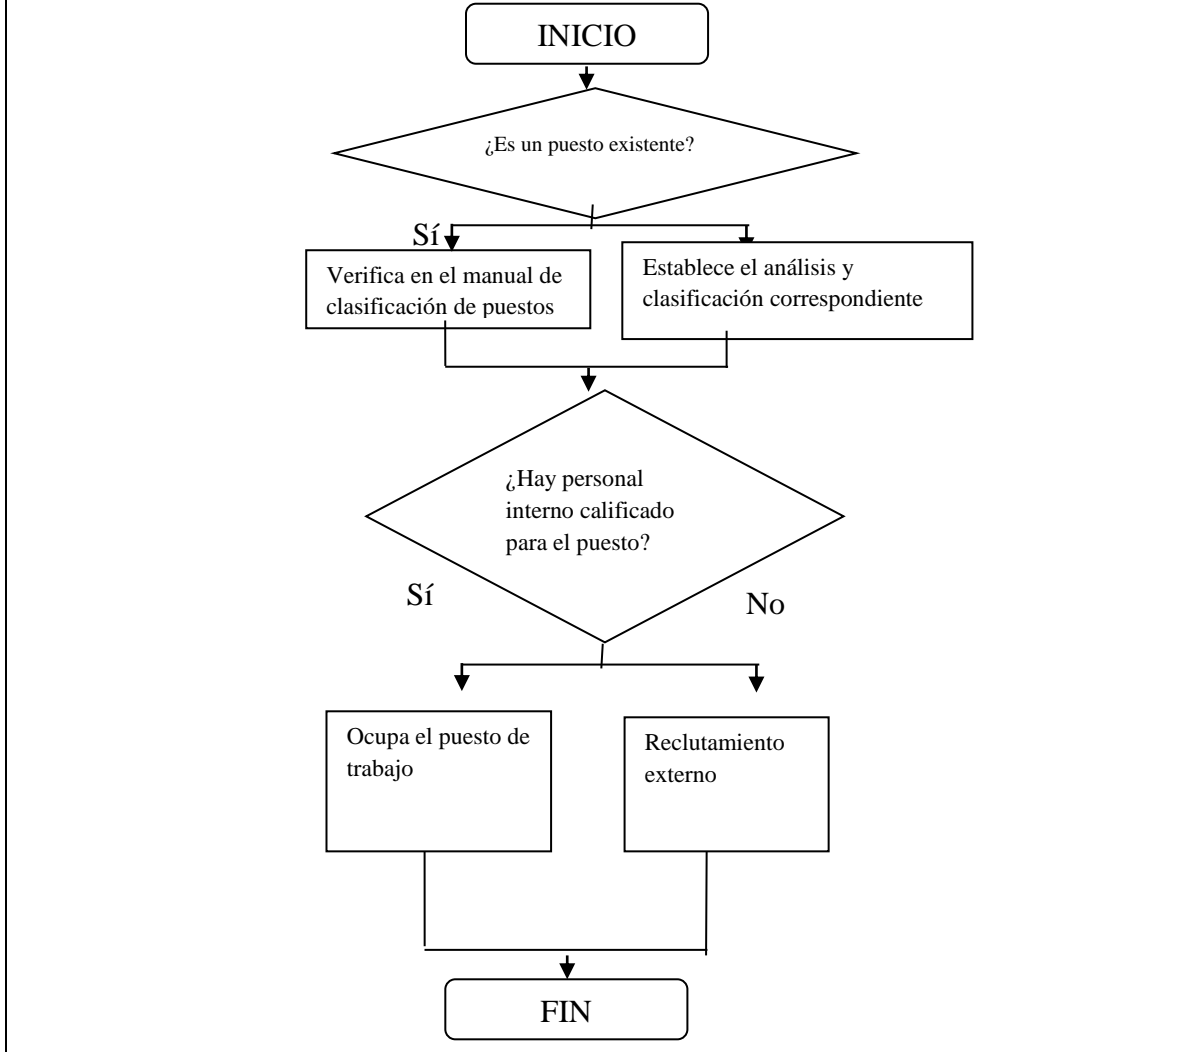 INICIO
¿Es un puesto existente?
Sí
Verifica en el manual de
clasificación de puestos
Establece el análisis y
clasificación correspondiente
¿Hay personal
interno calificado
para el puesto?
Sí
No
Ocupa el puesto de
trabajo
Reclutamiento
externo
FIN